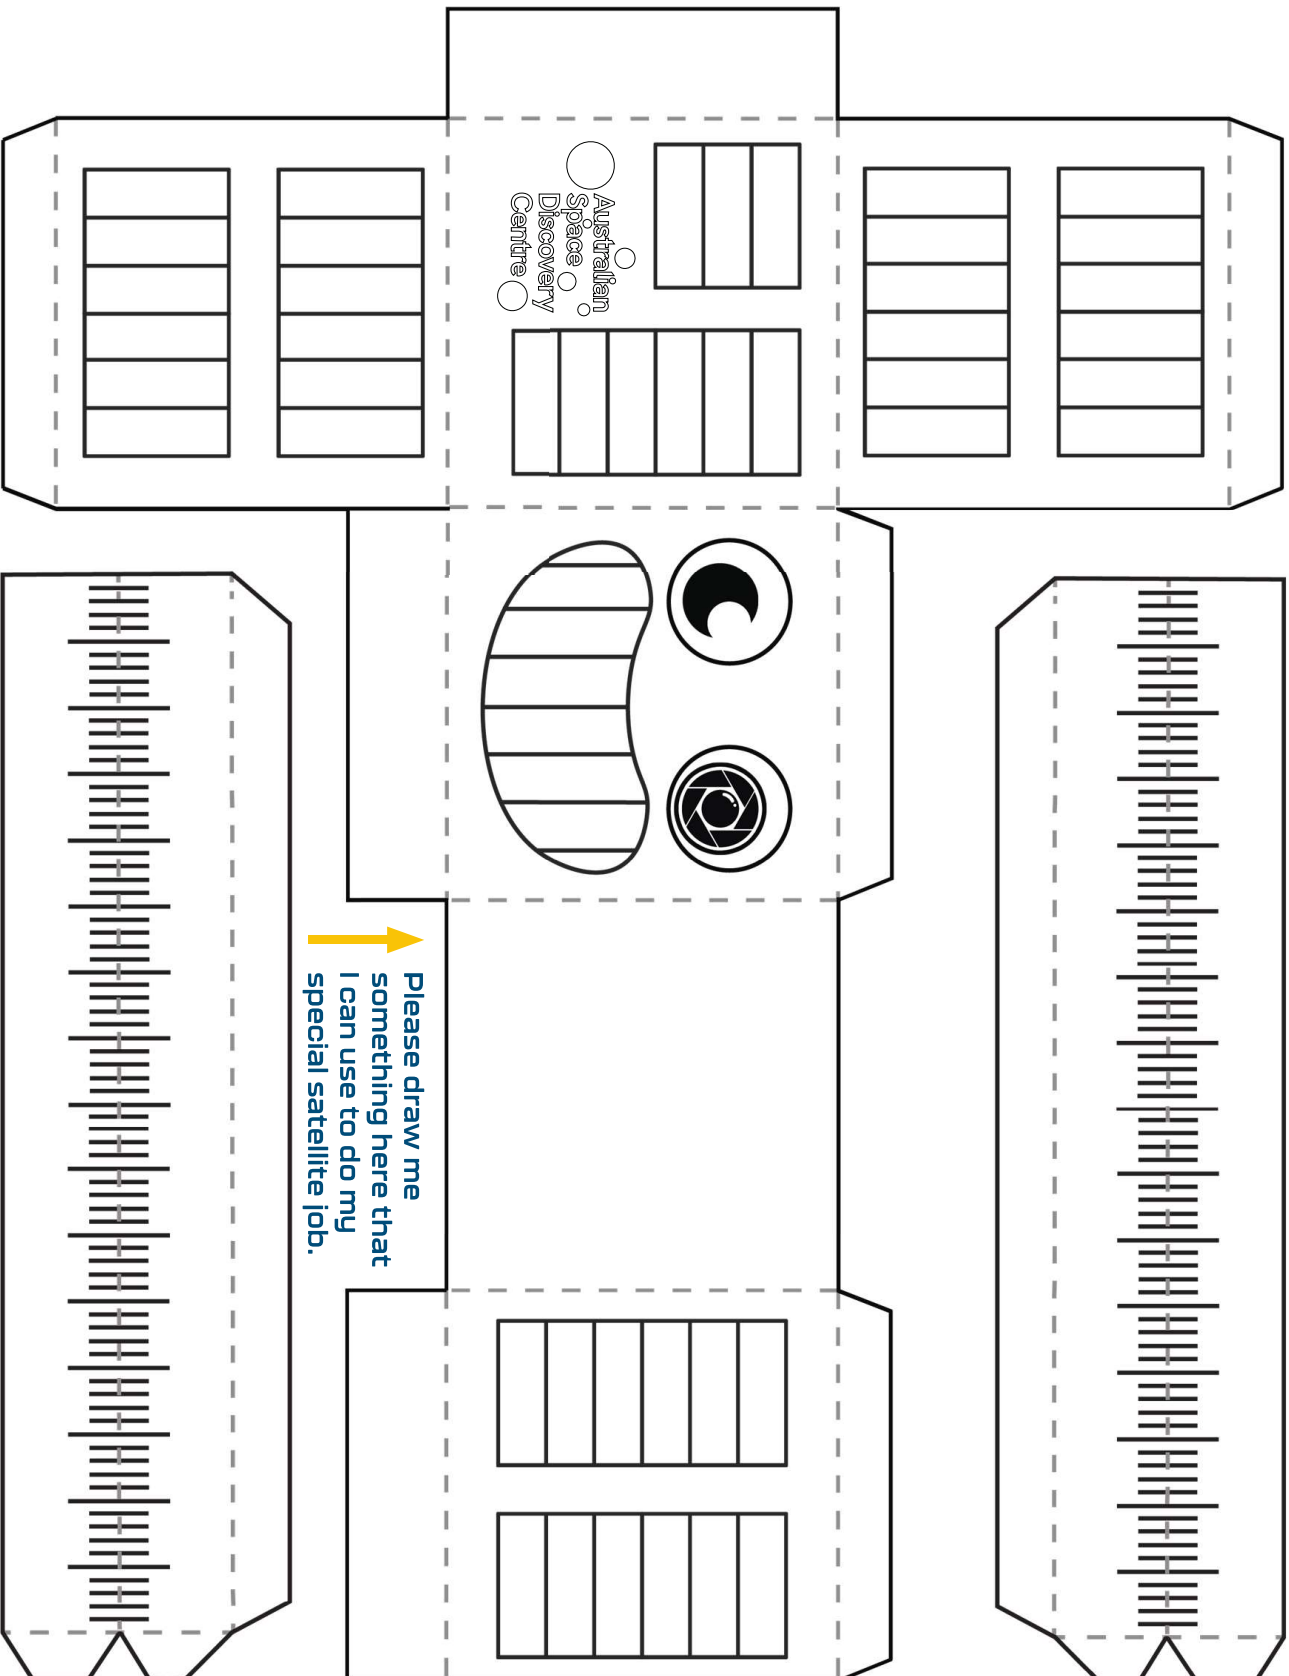 Australian
Space
Discovery
Centre
Please draw me
something here that
I can use to do my
special satellite job.